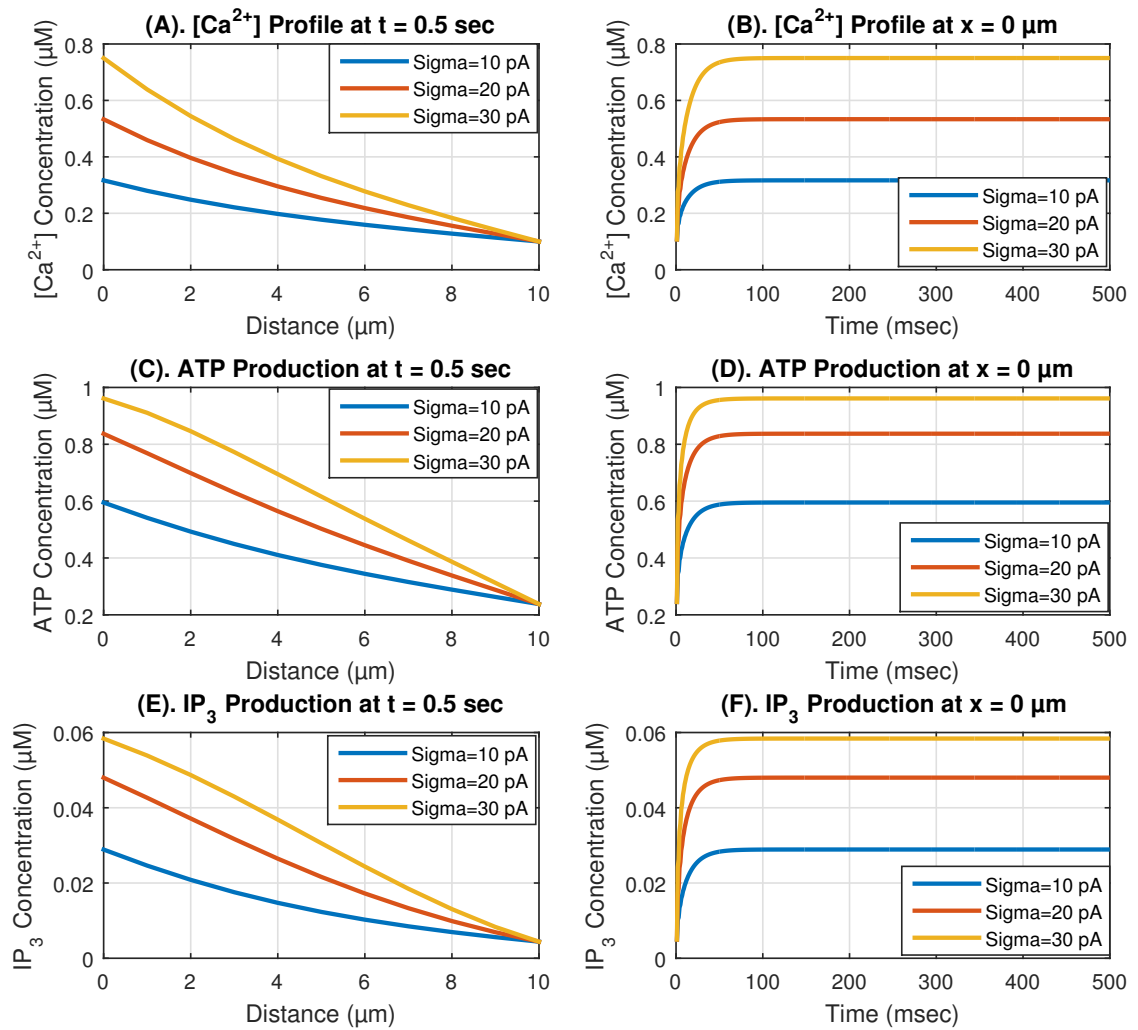 (A). [Ca2+] Profile at t = 0.5 sec
[Ca2+] Concentration (μM)
0.8
0.6
0.4
0.2
0
Sigma=10 pA
Sigma=20 pA
Sigma=30 pA
0 2 4 6 8 10
Distance (μm)
(B). [Ca2+] Profile at x = 0 μm
[Ca2+] Concentration (μM)
0.8
0.6
0.4
0.2
0
Sigma=10 pA
Sigma=20 pA
Sigma=30 pA
0 100 200 300 400 500
Time (msec)
(C). ATP Production at t = 0.5 sec
ATP Concentration (μM)
1
0.8
0.6
0.4
0.2
Sigma=10 pA
Sigma=20 pA
Sigma=30 pA
0 2 4 6 8 10
Distance (μm)
(D). ATP Production at x = 0 μm
ATP Concentration (μM)
1
0.8
0.6
0.4
0.2
Sigma=10 pA
Sigma=20 pA
Sigma=30 pA
0 100 200 300 400 500
Time (msec)
(E). IP3 Production at t = 0.5 sec
IP3 Concentration (μM)
0.06
0.04
0.02
0
Sigma=10 pA
Sigma=20 pA
Sigma=30 pA
0 2 4 6 8 10
Distance (μm)
(F). IP3 Production at x = 0 μm
IP3 Concentration (μM)
0.06
0.04
0.02
0
Sigma=10 pA
Sigma=20 pA
Sigma=30 pA
0 100 200 300 400 500
Time (msec)